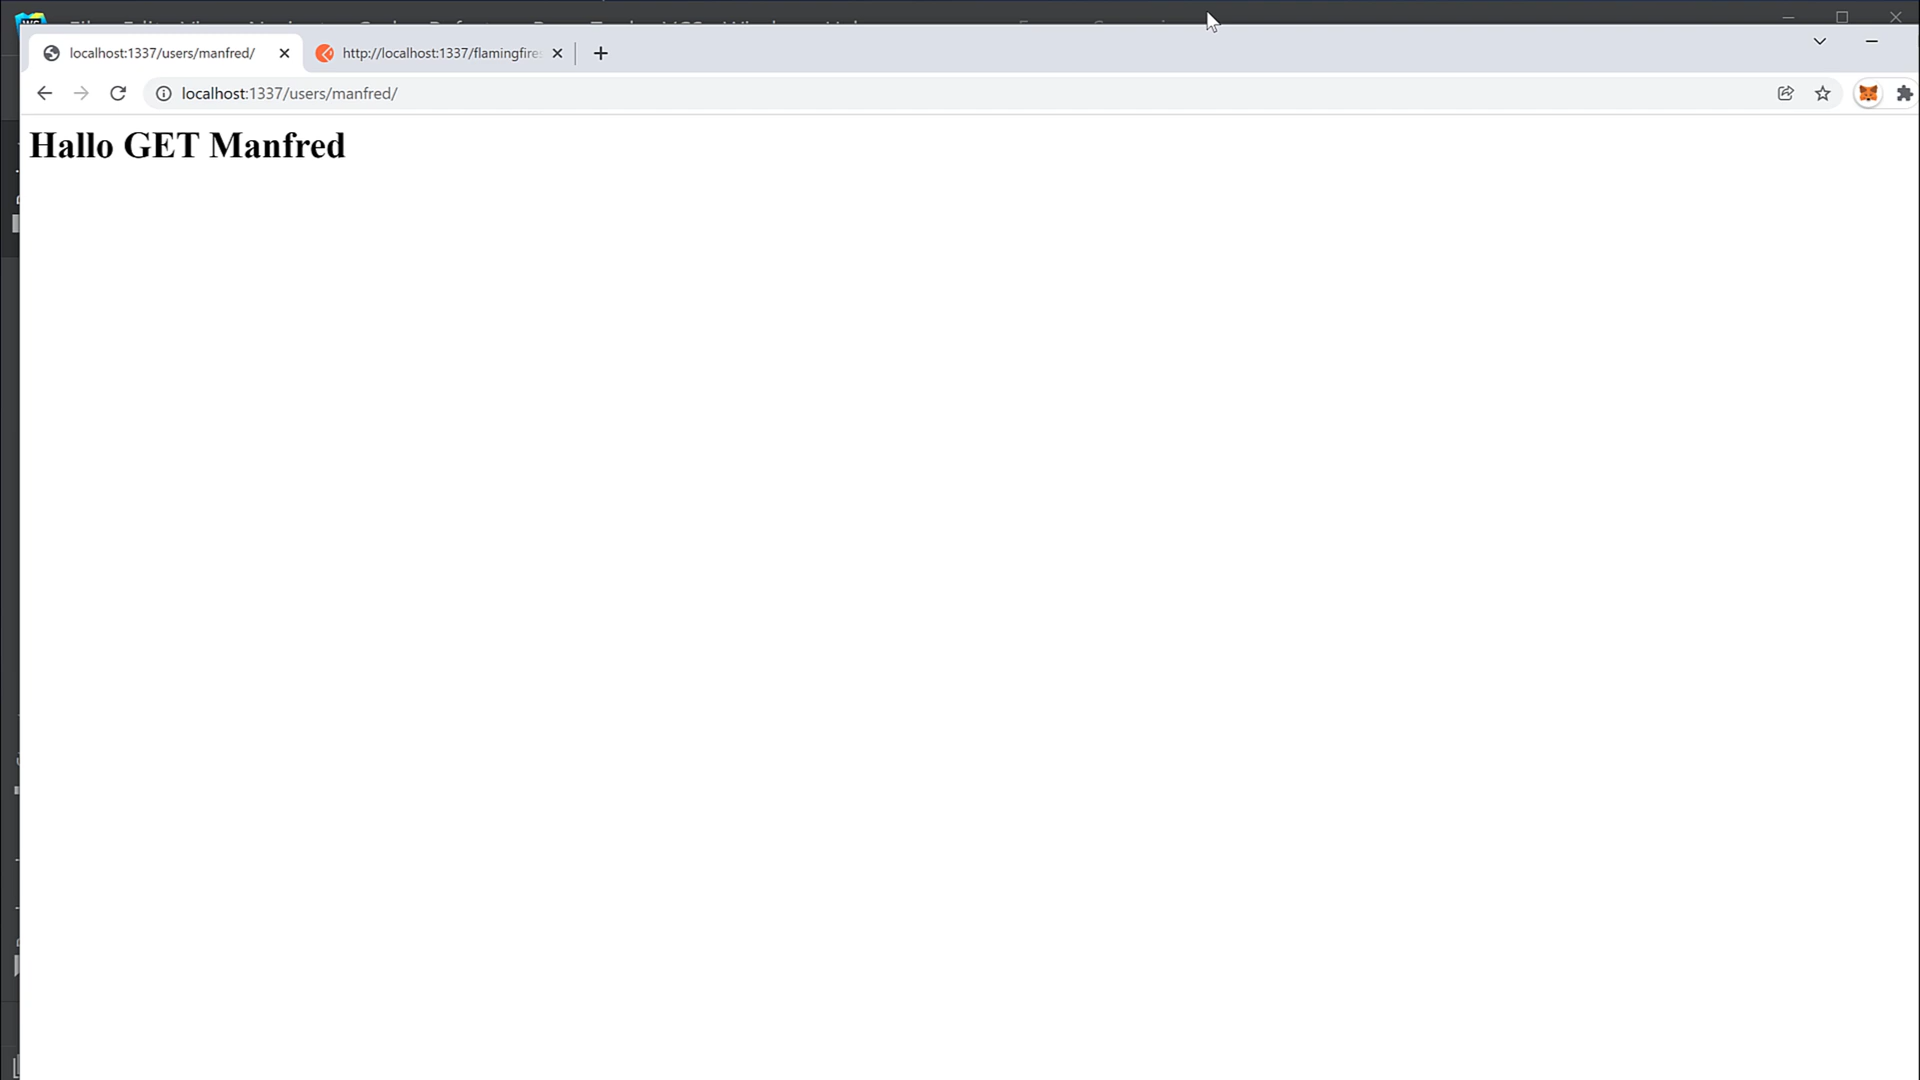 localhost:1337/users/manfred/
http://localhost:1337/flamingfire
localhost:1337/users/manfred/
Hallo GET Manfred